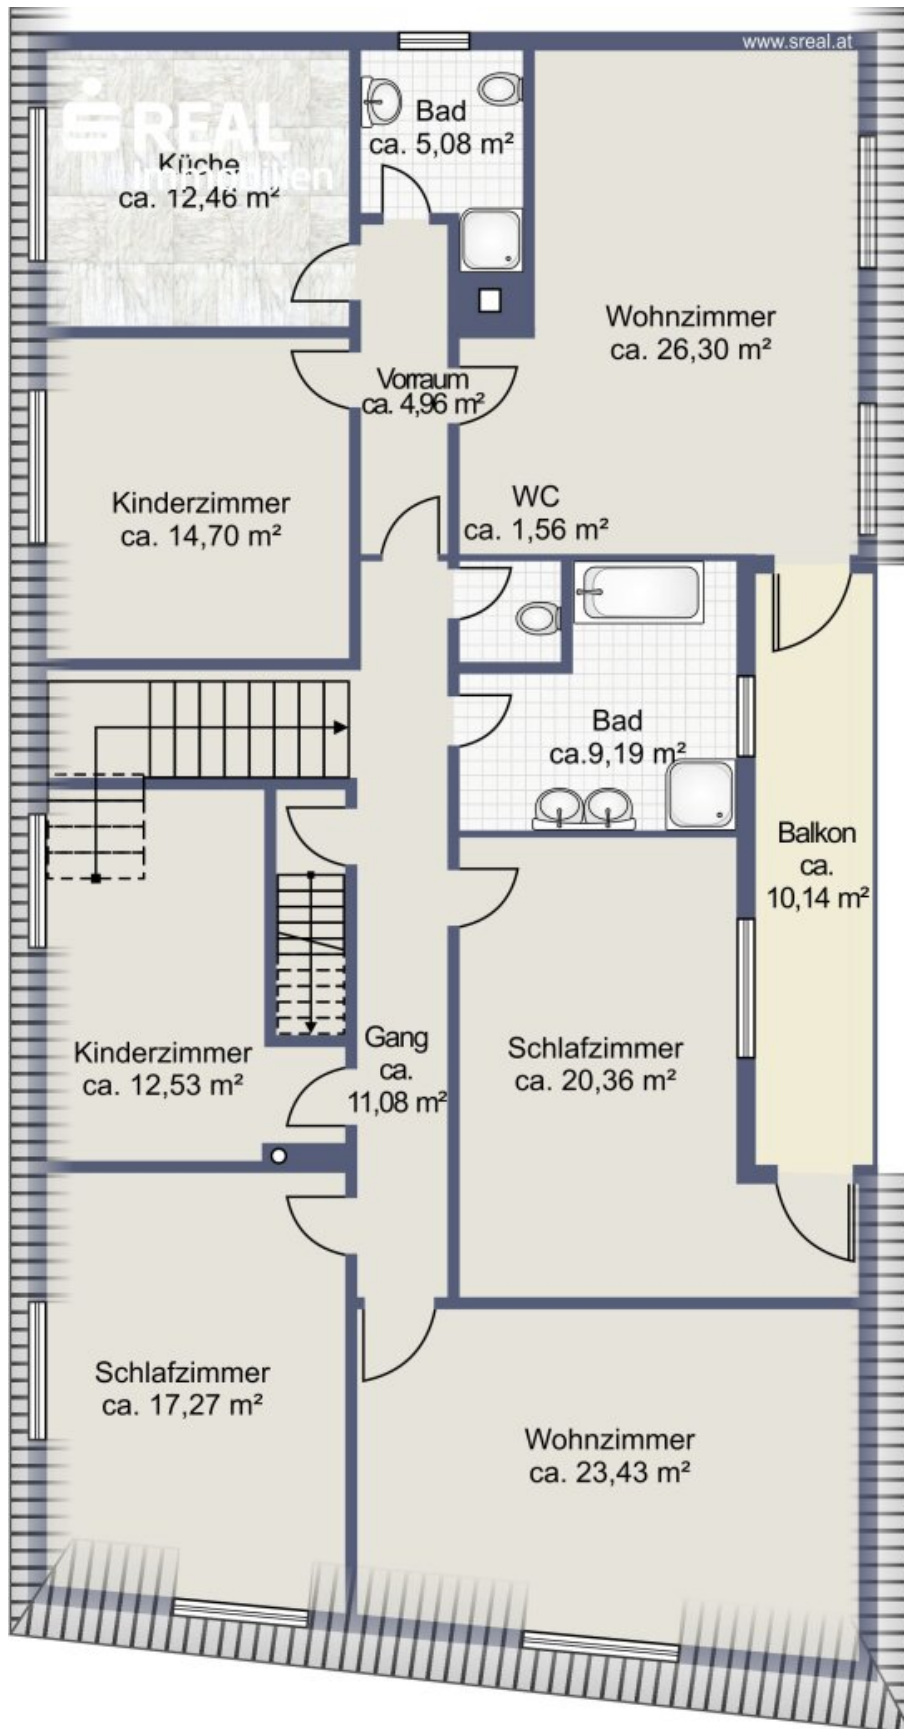 www.sreal.at
REAL
Immobilien
Küche
ca. 12,46 m²
Bad
ca. 5,08 m²
Wohnzimmer
ca. 26,30 m²
Vorraum
ca. 4,96 m²
Kinderzimmer
ca. 14,70 m²
WC
ca. 1,56 m²
Bad
ca.9,19 m²
Balkon
ca.
10,14 m²
Kinderzimmer
ca. 12,53 m²
Gang
ca.
11,08 m²
Schlafzimmer
ca. 20,36 m²
Schlafzimmer
ca. 17,27 m²
Wohnzimmer
ca. 23,43 m²